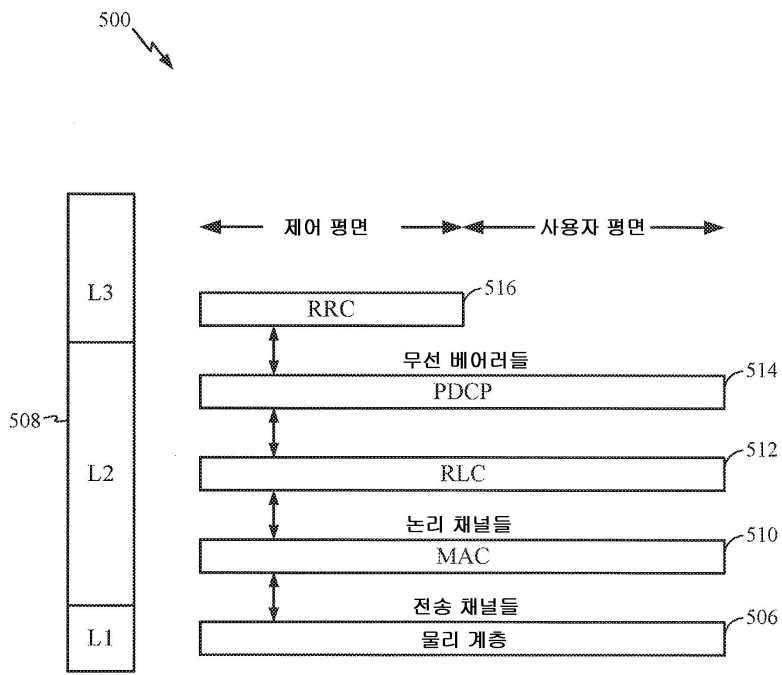 500
제어 평면
사용자 평면
L3
RRC
516
무선 베어러들
514
PDCP
508
512
L2
RLC
논리 채널들
510
MAC
전송 채널들
506
L1
물리 계층